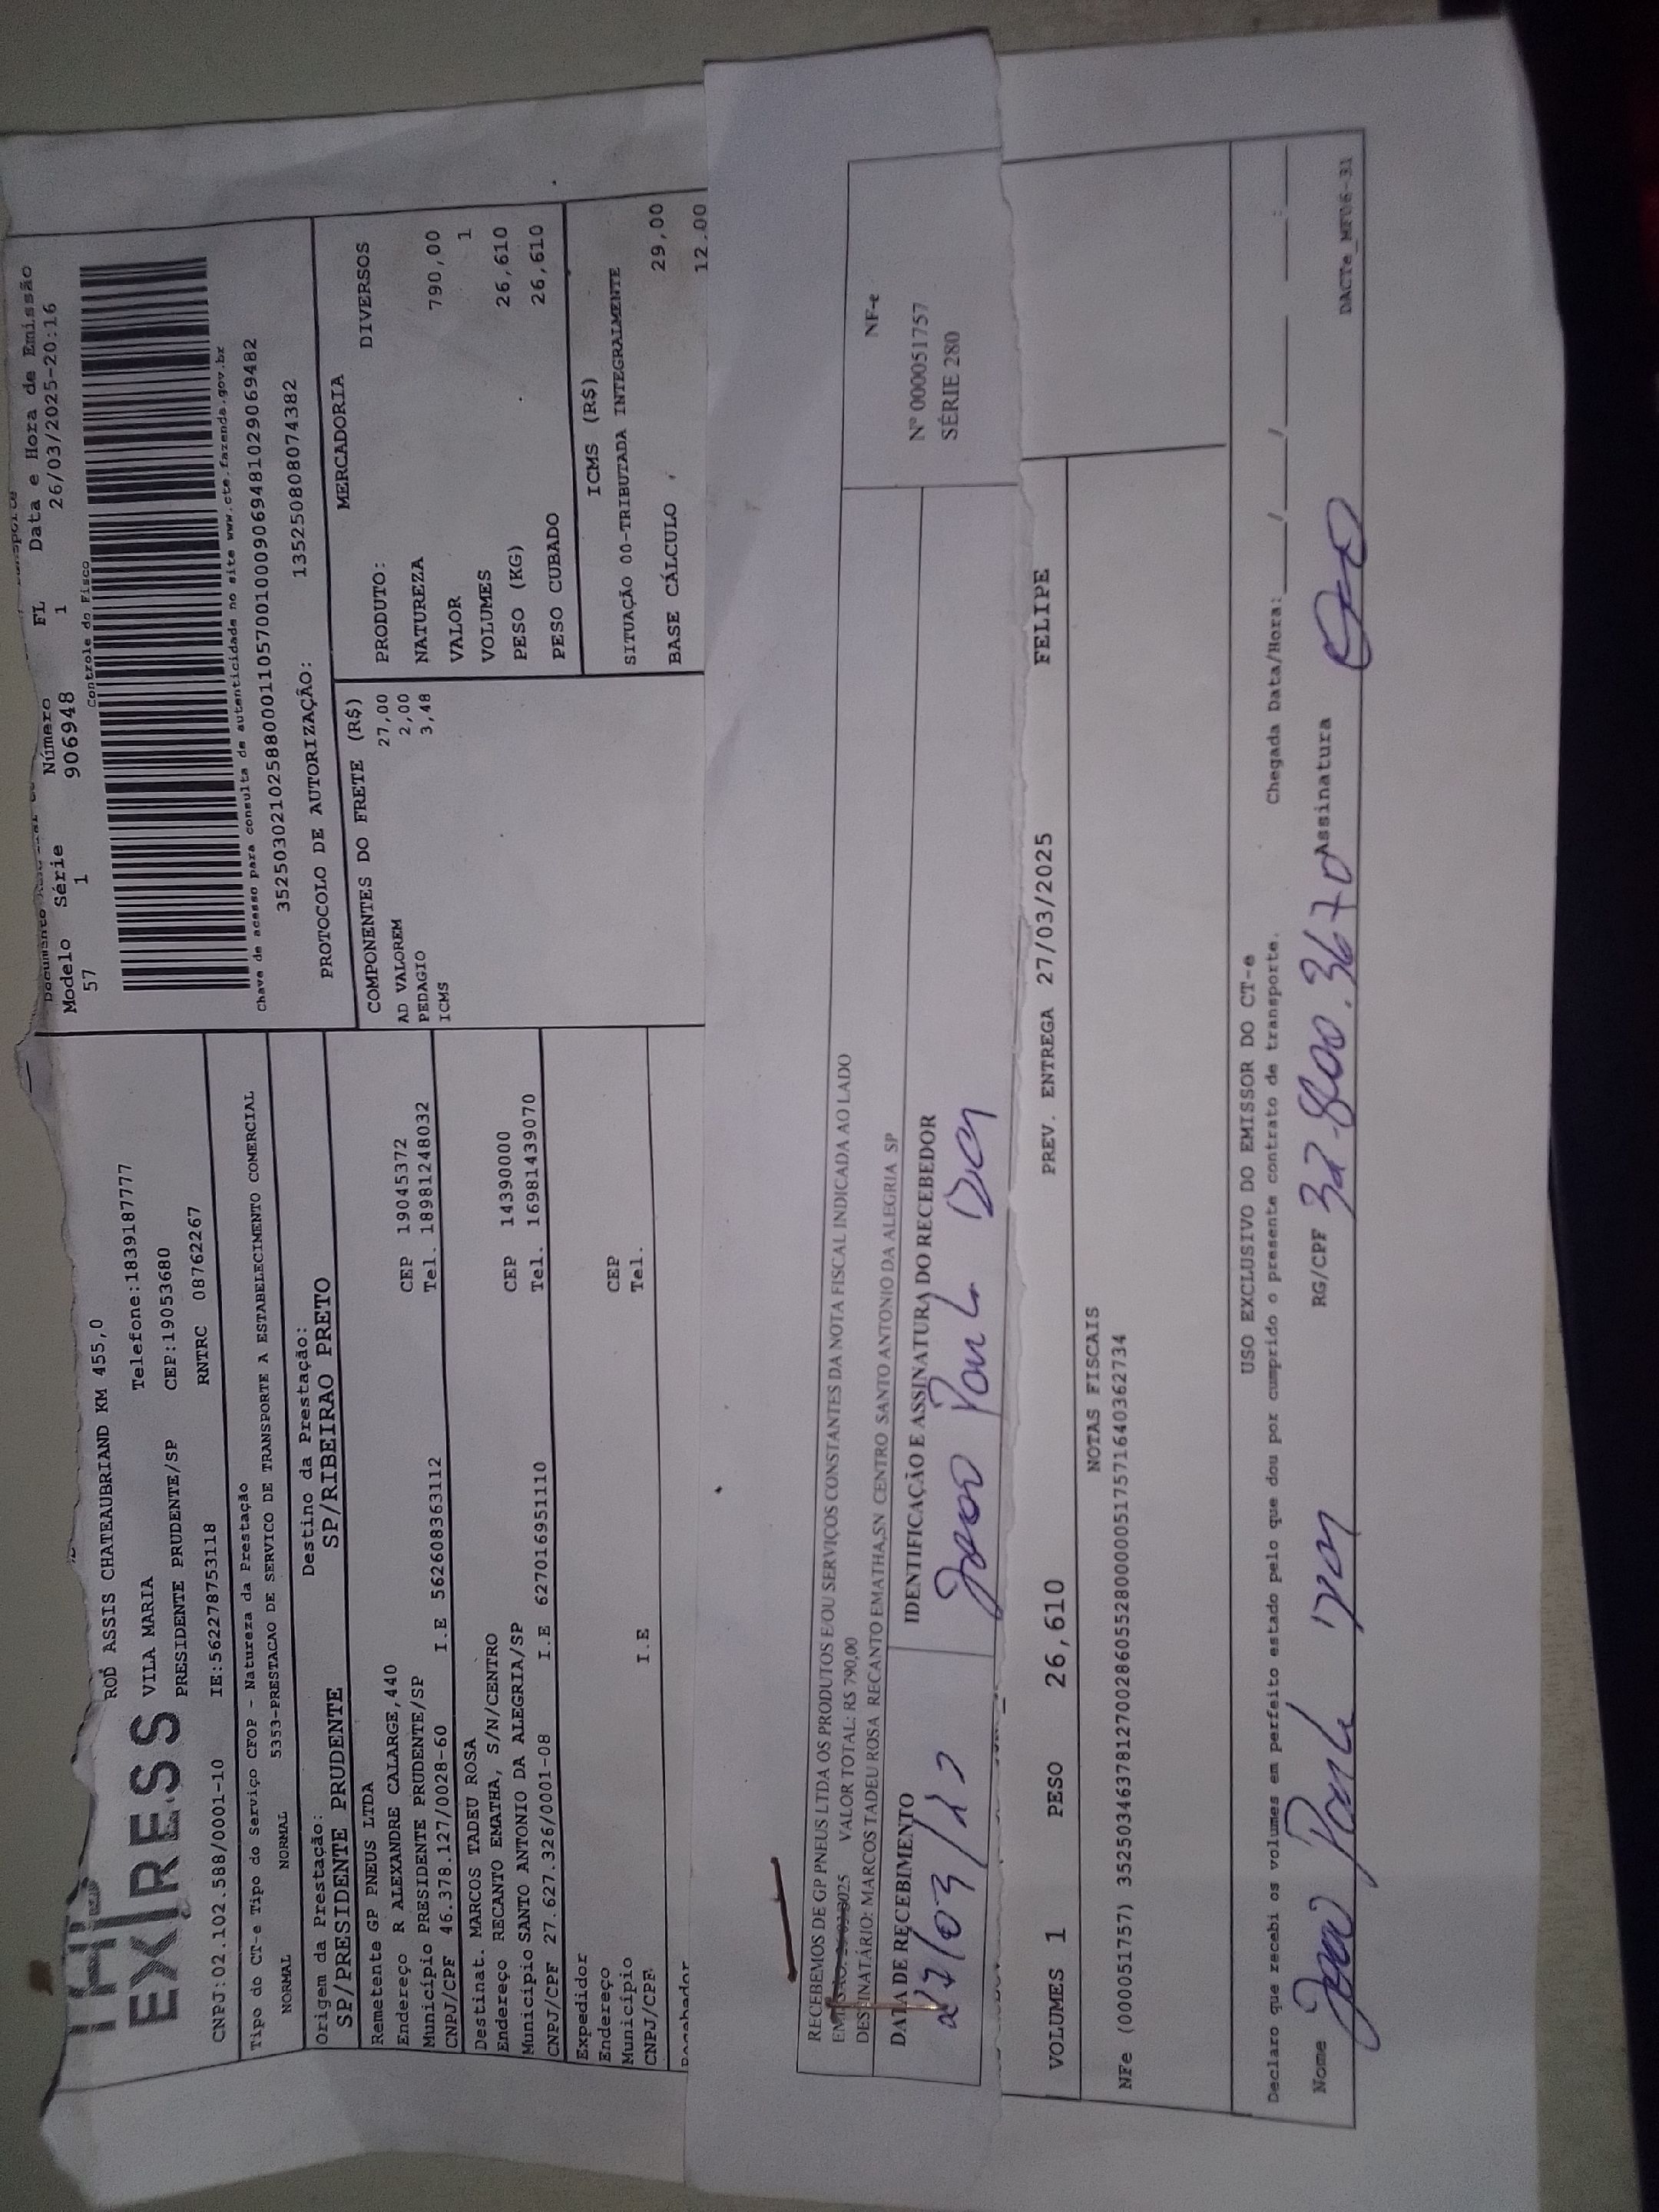 EX|RESS
ROD ASSIS CHATEAUBRIAND KM 455,0
VILA MARIA Telefone:1839187777
PRESIDENTE PRUDENTE/SP CEP:19053680
CNPJ:02.102.588/0001-10 IE:562278753118 RNTRC 08762267
Modelo Série Número FL Data e Hora de Emissão
57 1 906948 1 26/03/2025-20:16
Controle do Fisco
Chave de acesso para consulta de autenticidade no site www.cte.fazenda.gov.br
35250302102588000110570010009069481029069482
PROTOCOLO DE AUTORIZAÇÃO: 135250808074382
Tipo do CT-e Tipo do Serviço CFOP - Natureza da Prestação
NORMAL NORMAL 5353-PRESTACAO DE SERVICO DE TRANSPORTE A ESTABELECIMENTO COMERCIAL
Origem da Prestação: Destino da Prestação:
SP/PRESIDENTE PRUDENTE SP/RIBEIRAO PRETO
Remetente GP PNEUS LTDA
Endereço R ALEXANDRE CALARGE,440 CEP 19045372
Município PRESIDENTE PRUDENTE/SP Tel. 18981248032
CNPJ/CPF 46.378.127/0028-60 I.E 562608363112
Destinat. MARCOS TADEU ROSA
Endereço RECANTO EMATHA, S/N/CENTRO CEP 14390000
Município SANTO ANTONIO DA ALEGRIA/SP Tel. 16981439070
CNPJ/CPF 27.627.326/0001-08 I.E 627016951110
Expedidor
Endereço CEP
Município Tel.
CNPJ/CPF I.E
COMPONENTES DO FRETE (R$)
27,00
AD VALOREM 2,00
PEDAGIO 3,48
ICMS
MERCADORIA
PRODUTO: DIVERSOS
NATUREZA
VALOR 790,00
VOLUMES 1
PESO (KG) 26,610
PESO CUBADO 26,610
ICMS (R$)
SITUAÇÃO 00-TRIBUTADA INTEGRALMENTE
BASE CÁLCULO 29,00
12,00
RECEBEMOS DE GP PNEUS LTDA OS PRODUTOS E/OU SERVIÇOS CONSTANTES DA NOTA FISCAL INDICADA AO LADO
VALOR TOTAL: R$ 790,00
DESTINATÁRIO: MARCOS TADEU ROSA RECANTO EMATHA,SN CENTRO SANTO ANTONIO DA ALEGRIA SP
DATA DE RECEBIMENTO IDENTIFICAÇÃO E ASSINATURA DO RECEBEDOR
NF-e
Nº 000051757
SÉRIE 280
VOLUMES 1 PESO 26,610 PREV. ENTREGA 27/03/2025 FELIPE
NOTAS FISCAIS
NFe (000051757) 35250346378127002860552800000517571640362734
USO EXCLUSIVO DO EMISSOR DO CT-e
Declaro que recebi os volumes em perfeito estado pelo que dou por cumprido o presente contrato de transporte. Chegada Data/Hora:___/___/___ ___:___
Nome RG/CPF 32.800.367-0 Assinatura
DACTe_MF06-31